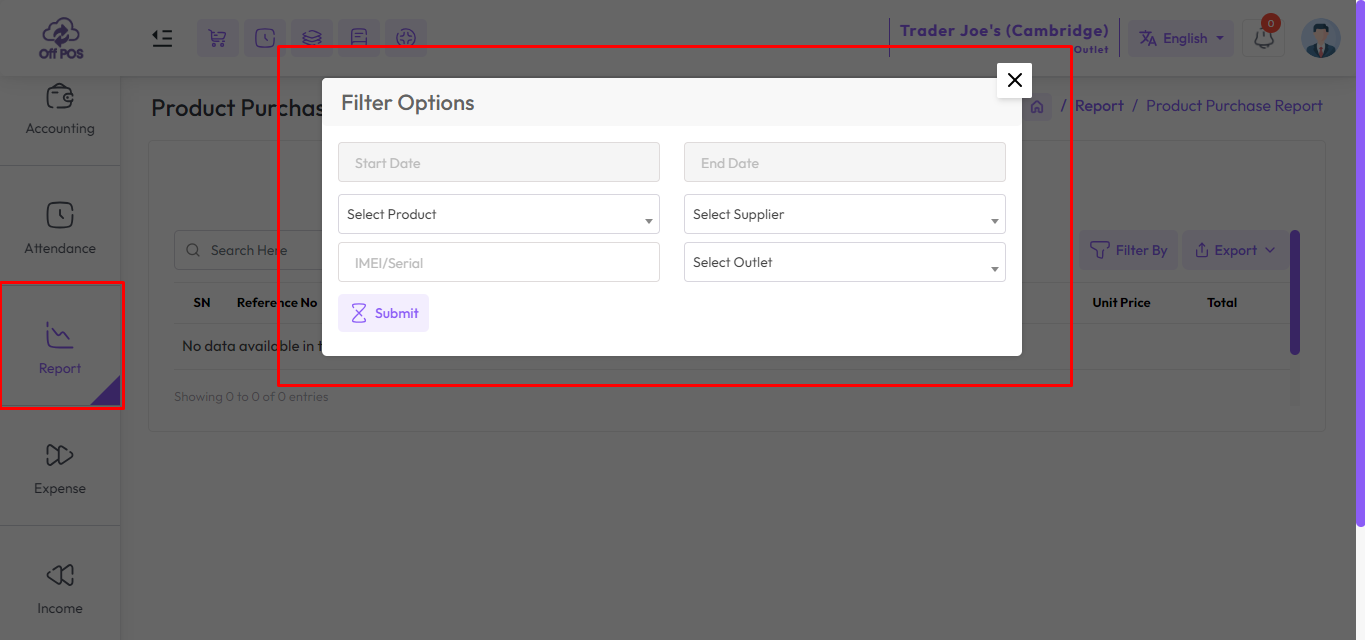 Off POS
Trader Joe's (Cambridge)
Outlet
English
0
Product Purchas
Report / Product Purchase Report
/
Filter Options
Accounting
Attendance
Report
Expense
Income
Start Date
End Date
Select Product
Select Supplier
IMEI/Serial
Select Outlet
Submit
Search Here
Filter By
Export
SN
Reference No
Unit Price
Total
No data available in t
Showing 0 to 0 of 0 entries